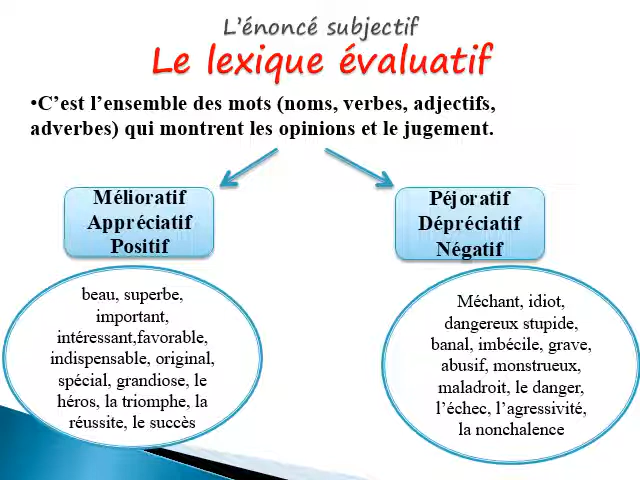 L’énoncé subjectif
Le lexique évaluatif
•C’est l’ensemble des mots (noms, verbes, adjectifs,
adverbes) qui montrent les opinions et le jugement.
Mélioratif
Appréciatif
Positif
beau, superbe,
important,
intéressant,favorable,
indispensable, original,
spécial, grandiose, le
héros, la triomphe, la
réussite, le succès
Péjoratif
Dépréciatif
Négatif
Méchant, idiot,
dangereux stupide,
banal, imbécile, grave,
abusif, monstrueux,
maladroit, le danger,
l’échec, l’agressivité,
la nonchalence